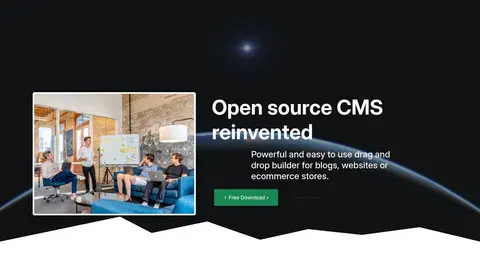 Open source CMS
reinvented
Powerful and easy to use drag and
drop builder for blogs, websites or
ecommerce stores.
⚡ Free Download ›